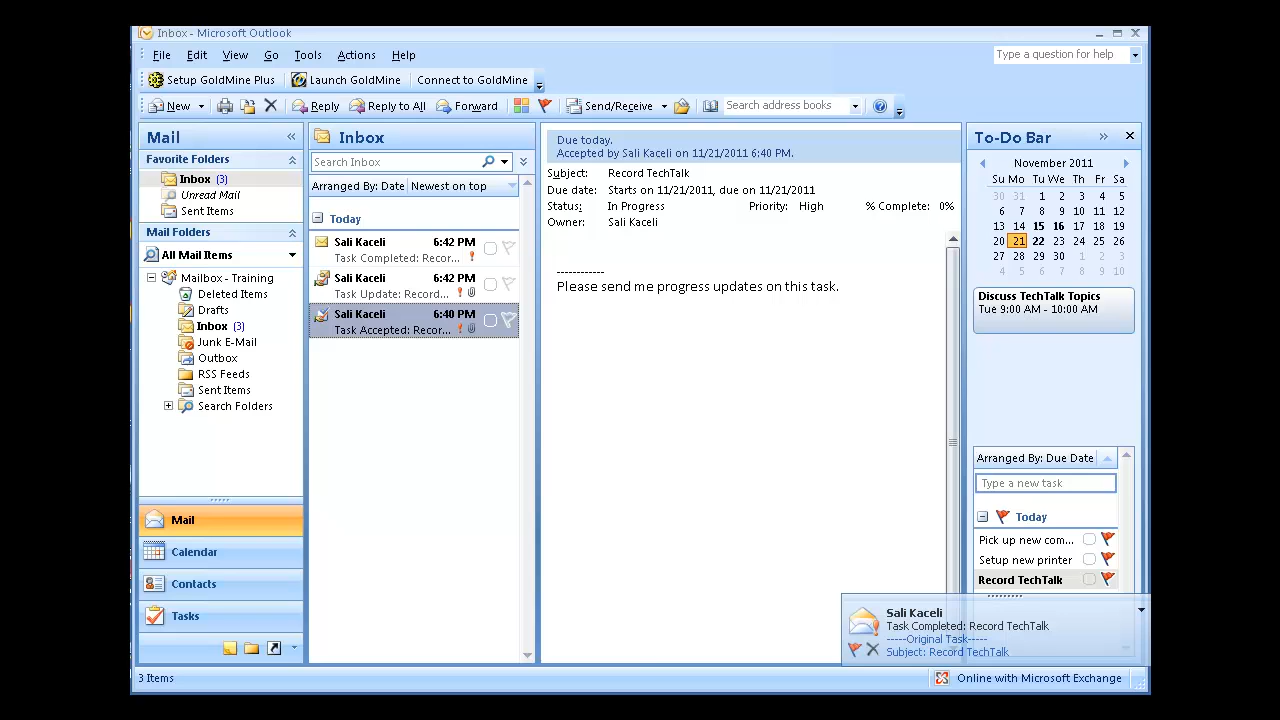 Inbox - Microsoft Outlook
File Edit View Go Tools Actions Help
Type a question for help
Setup GoldMine Plus Launch GoldMine Connect to GoldMine
New Reply Reply to All Forward Send/Receive Search address books
Mail
Favorite Folders
Inbox (3)
Unread Mail
Sent Items
Mail Folders
All Mail Items
Mailbox - Training
Deleted Items
Drafts
Inbox (3)
Junk E-Mail
Outbox
RSS Feeds
Sent Items
Search Folders
Mail
Calendar
Contacts
Tasks
Inbox
Search Inbox
Arranged By: Date Newest on top
Today
Sali Kaceli 6:42 PM
Task Completed: Recor...
Sali Kaceli 6:42 PM
Task Update: Record...
Sali Kaceli 6:40 PM
Task Accepted: Recor...
Due today.
Accepted by Sali Kaceli on 11/21/2011 6:40 PM.
Subject: Record TechTalk
Due date: Starts on 11/21/2011, due on 11/21/2011
Status: In Progress Priority: High % Complete: 0%
Owner: Sali Kaceli
------------
Please send me progress updates on this task.
To-Do Bar
November 2011
Su Mo Tu We Th Fr Sa
30 31 1 2 3 4 5
6 7 8 9 10 11 12
13 14 15 16 17 18 19
20 21 22 23 24 25 26
27 28 29 30 1 2 3
4 5 6 7 8 9 10
Discuss TechTalk Topics
Tue 9:00 AM - 10:00 AM
Arranged By: Due Date
Type a new task
Today
Pick up new com...
Setup new printer
Record TechTalk
Sali Kaceli
Task Completed: Record TechTalk
-----Original Task-----
Subject: Record TechTalk
3 Items
Online with Microsoft Exchange